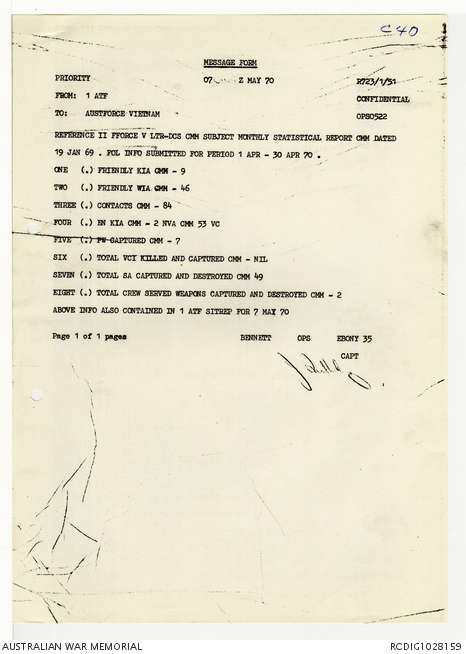 C40
MESSAGE FORM
PRIORITY 07 Z MAY 70 R723/1/51
FROM: 1 ATF CONFIDENTIAL
TO: AUSTFORCE VIETNAM OPS0522
REFERENCE II FFORCE V LTR-DCS CMM SUBJECT MONTHLY STATISTICAL REPORT CMM DATED
19 JAN 69 . FOL INFO SUBMITTED FOR PERIOD 1 APR - 30 APR 70 .
ONE (.) FRIENDLY KIA CMM - 9
TWO (.) FRIENDLY WIA CMM - 46
THREE (.) CONTACTS CMM - 84
FOUR (.) EN KIA CMM - 2 NVA CMM 53 VC
FIVE (.) PW CAPTURED CMM - 7
SIX (.) TOTAL VCI KILLED AND CAPTURED CMM - NIL
SEVEN (.) TOTAL SA CAPTURED AND DESTROYED CMM 49
EIGHT (.) TOTAL CREW SERVED WEAPONS CAPTURED AND DESTROYED CMM - 2
ABOVE INFO ALSO CONTAINED IN 1 ATF SITREP FOR 7 MAY 70
Page 1 of 1 pages BENNETT OPS EBONY 35
CAPT
AUSTRALIAN WAR MEMORIAL RCDIG1028159